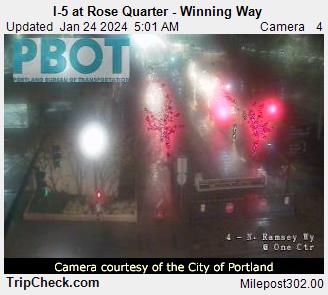 I-5 at Rose Quarter - Winning Way
Updated Jan 24 2024 5:01 AM Camera 4
PBOT
PORTLAND BUREAU OF TRANSPORTATION
4 - N. Ramsey Wy
@ One Ctr
Camera courtesy of the City of Portland
TripCheck.com Milepost302.00